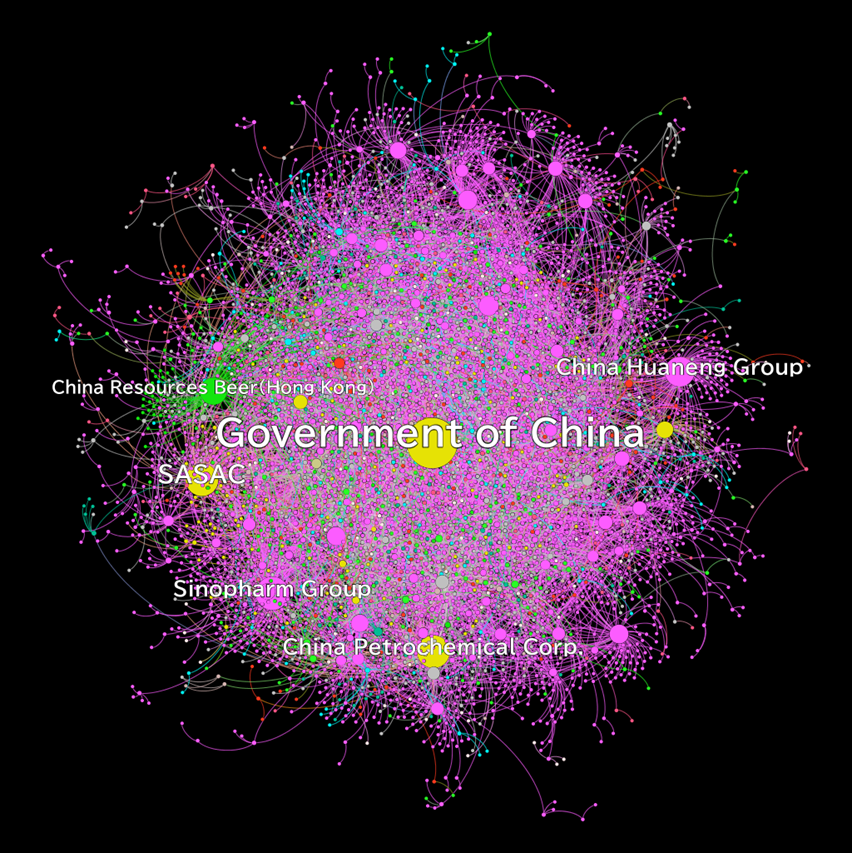 China Huaneng Group
China Resources Beer(Hong Kong)
Government of China
SASAC
Sinopharm Group
China Petrochemical Corp.